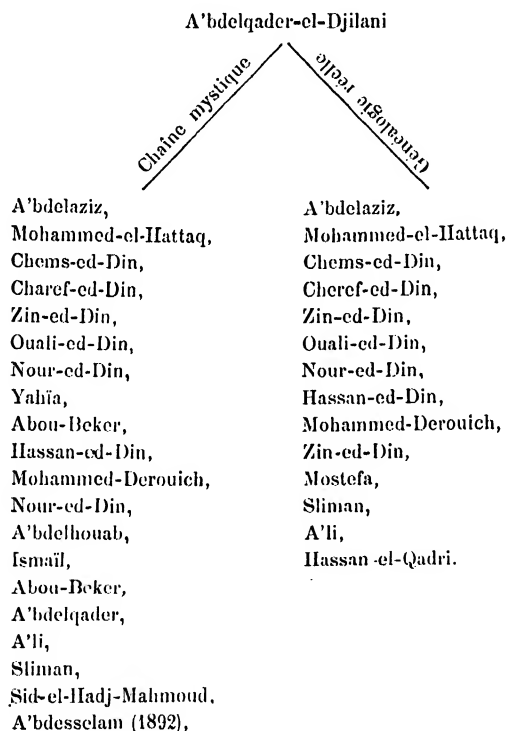 A'bdelqader-el-Djilani
Chaîne mystique
Généalogie réelle
A'bdelaziz,
Mohammed-el-Hattaq,
Chems-ed-Din,
Charef-ed-Din,
Zin-ed-Din,
Ouali-ed-Din,
Nour-ed-Din,
Yahïa,
Abou-Beker,
Hassan-ed-Din,
Mohammed-Derouich,
Nour-ed-Din,
A'bdelhouab,
Ismaïl,
Abou-Beker,
A'bdelqader,
A'li,
Sliman,
Sid-el-Hadj-Mahmoud,
A'bdesselam (1892),
A'bdelaziz,
Mohammed-el-Hattaq,
Chems-ed-Din,
Cheref-ed-Din,
Zin-ed-Din,
Ouali-ed-Din,
Nour-ed-Din,
Hassan-ed-Din,
Mohammed-Derouich,
Zin-ed-Din,
Mostefa,
Sliman,
A'li,
Hassan-el-Qadri.